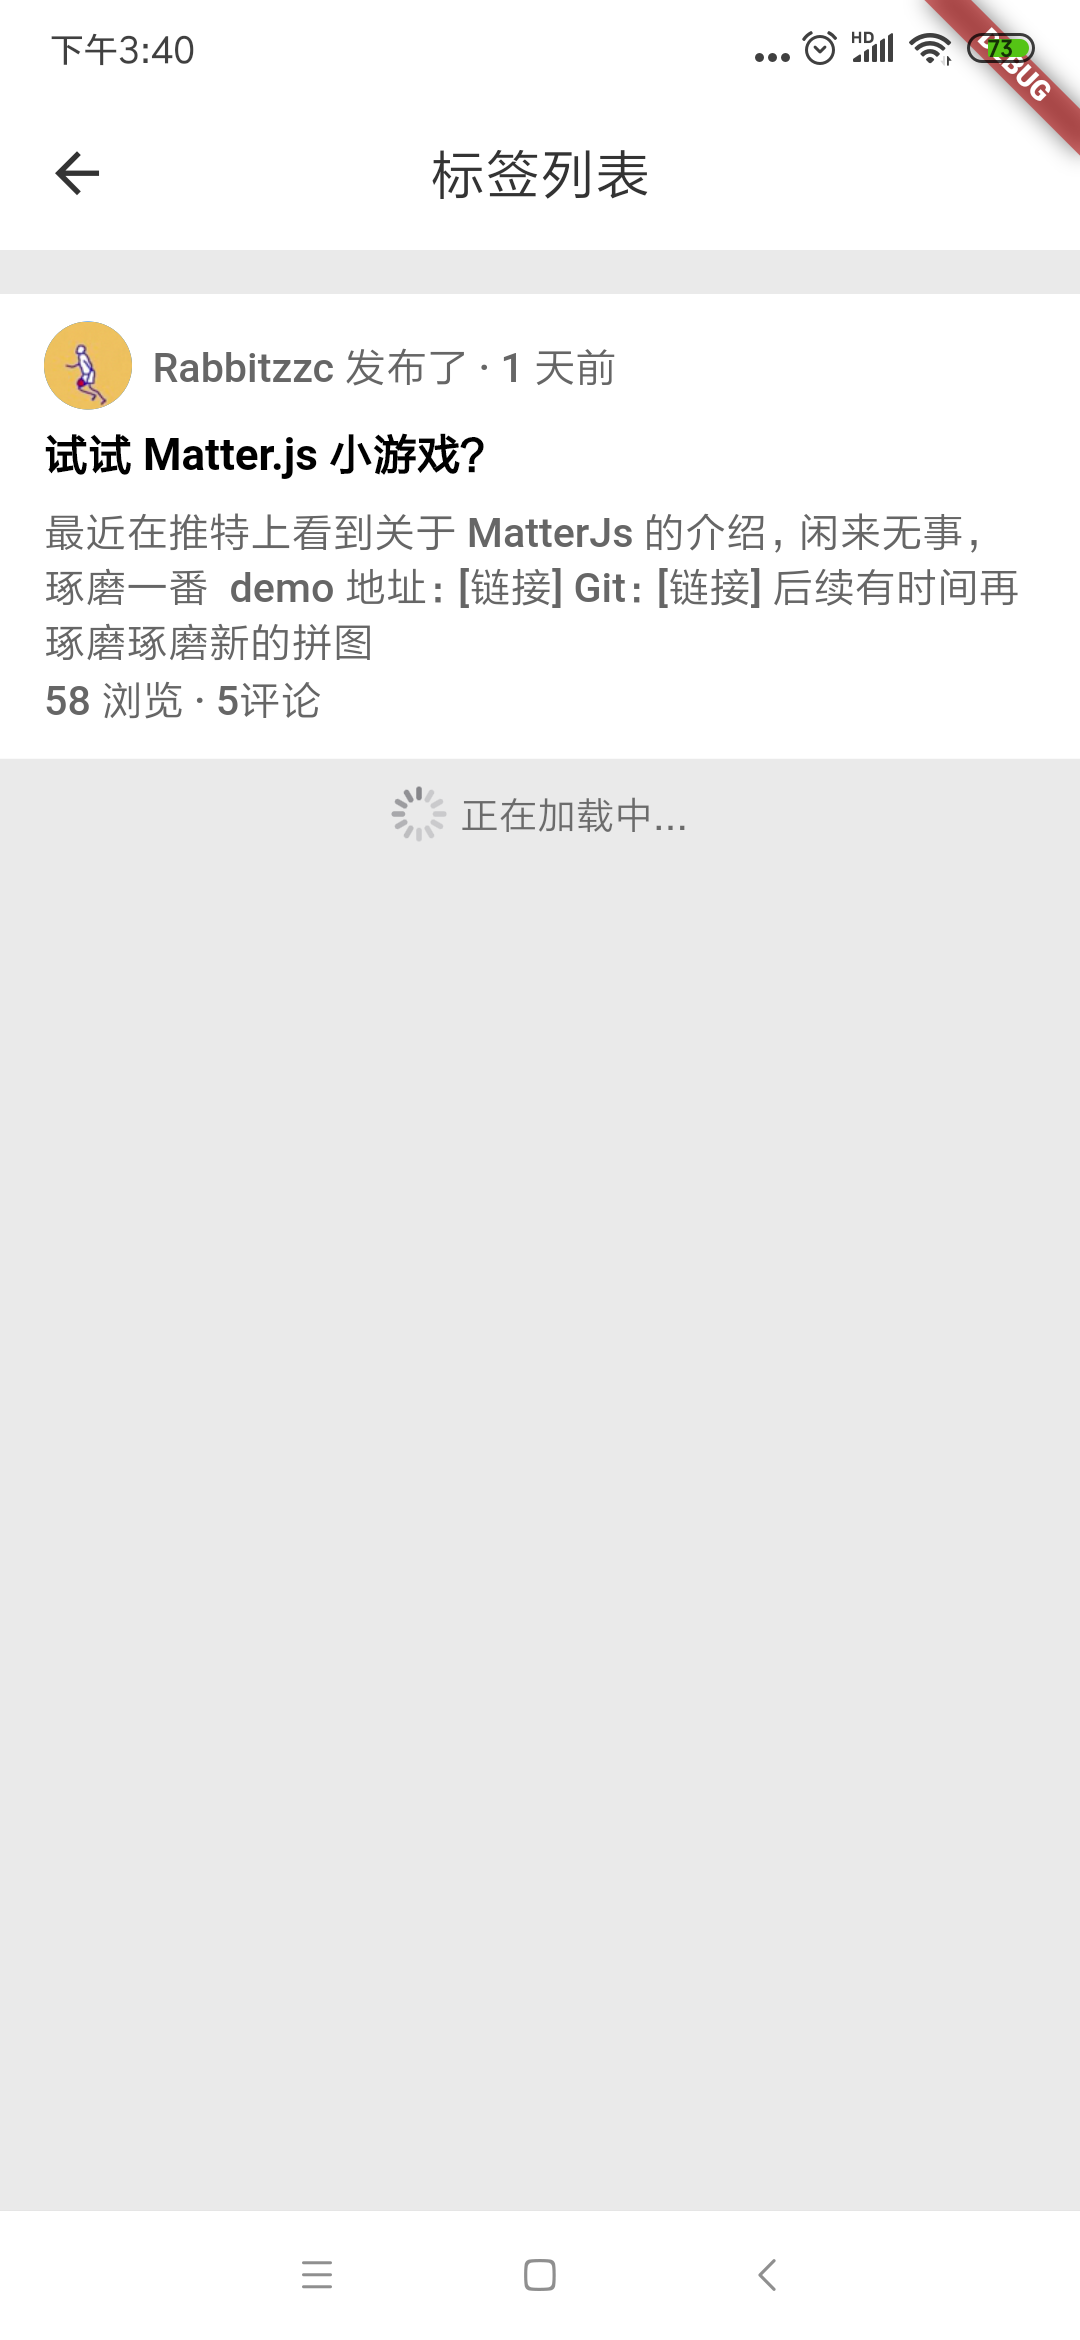 下午3:40
HD
73
DEBUG
标签列表
Rabbitzzc 发布了 · 1 天前
试试 Matter.js 小游戏？
最近在推特上看到关于 MatterJs 的介绍，闲来无事，
琢磨一番  demo 地址：[链接] Git：[链接] 后续有时间再
琢磨琢磨新的拼图
58 浏览 · 5评论
正在加载中...